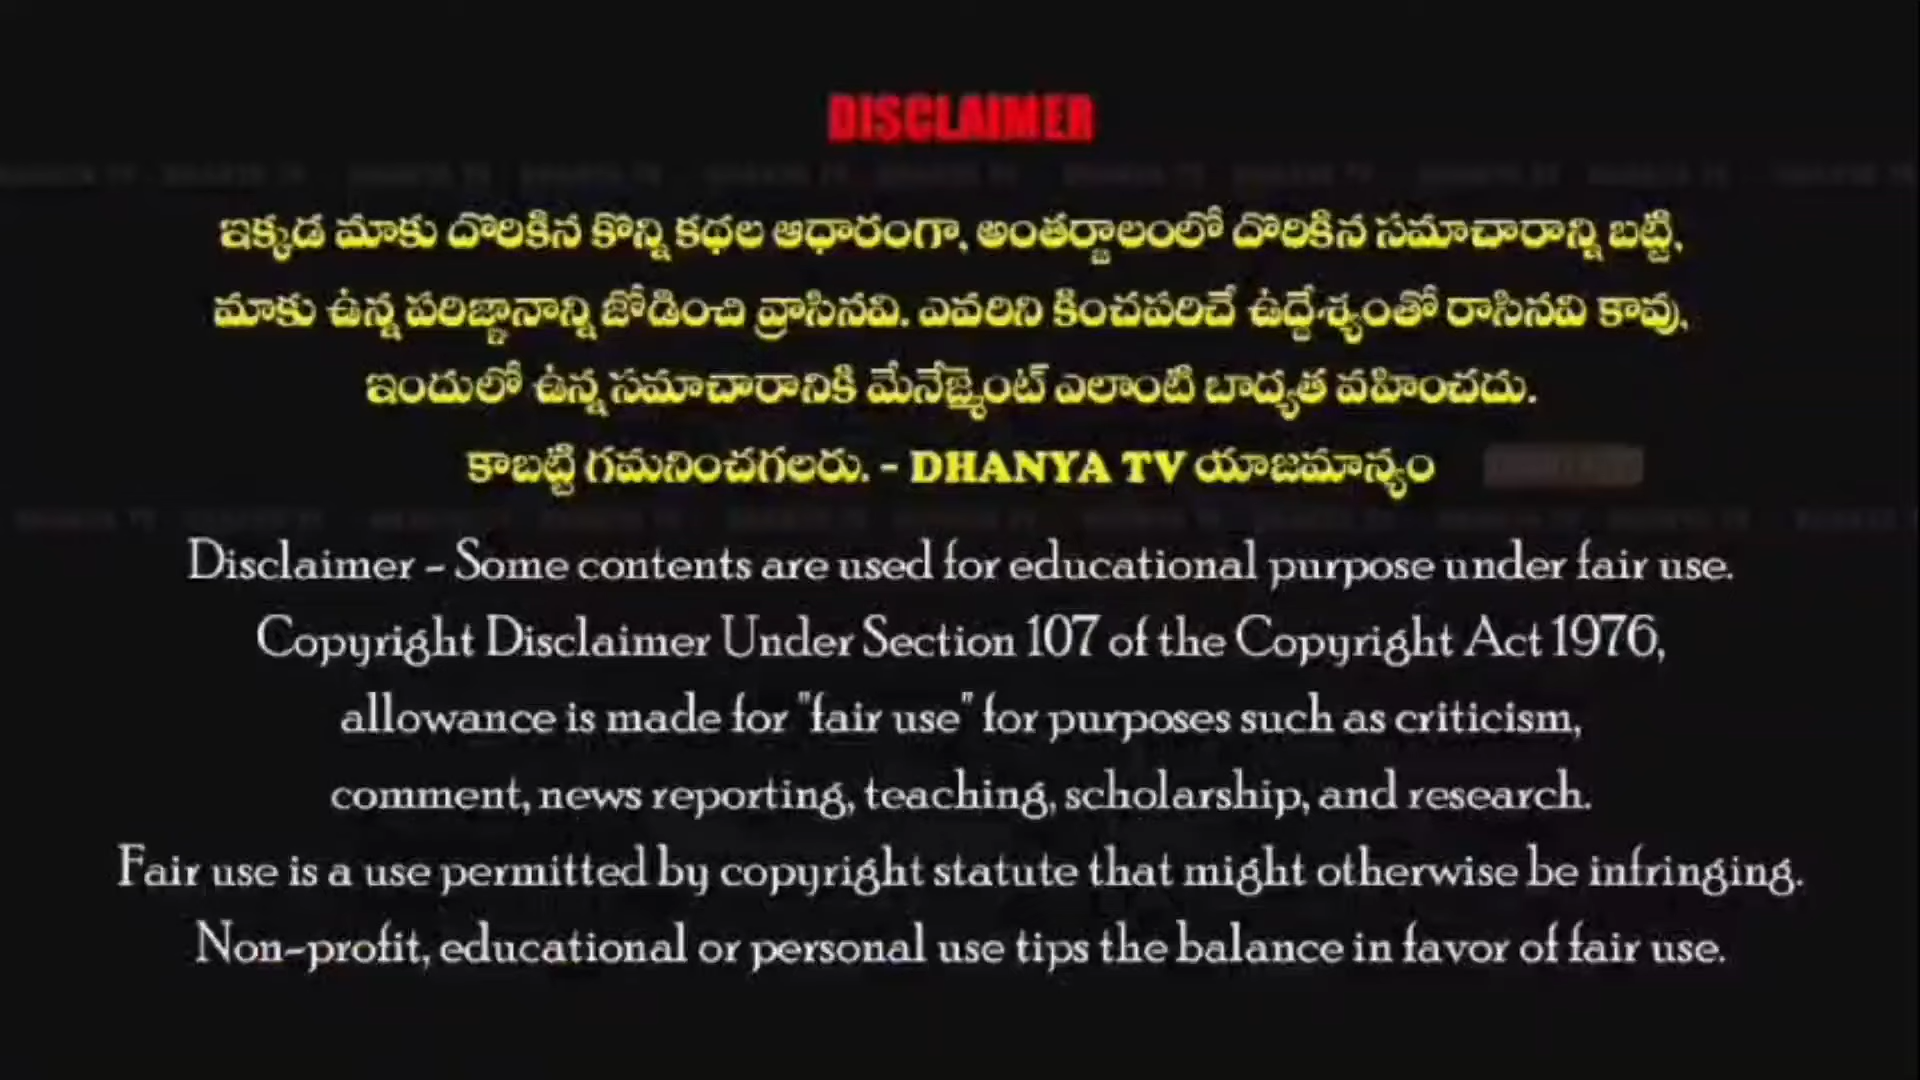 DISCLAIMER
ఇక్కడ మాకు దొరికిన కొన్ని కథల ఆధారంగా, అంతర్జాలంలో దొరికిన సమాచారాన్ని బట్టి,
మాకు ఉన్న పరిజ్ఞానాన్ని జోడించి వ్రాసినవి. ఎవరిని కించపరిచే ఉద్దేశ్యంతో రాసినవి కావు,
ఇందులో ఉన్న సమాచారానికి మేనేజ్మెంట్ ఎలాంటి బాద్యత వహించదు.
కాబట్టి గమనించగలరు. - DHANYA TV యాజమాన్యం
Disclaimer - Some contents are used for educational purpose under fair use.
Copyright Disclaimer Under Section 107 of the Copyright Act 1976,
allowance is made for "fair use" for purposes such as criticism,
comment, news reporting, teaching, scholarship, and research.
Fair use is a use permitted by copyright statute that might otherwise be infringing.
Non-profit, educational or personal use tips the balance in favor of fair use.